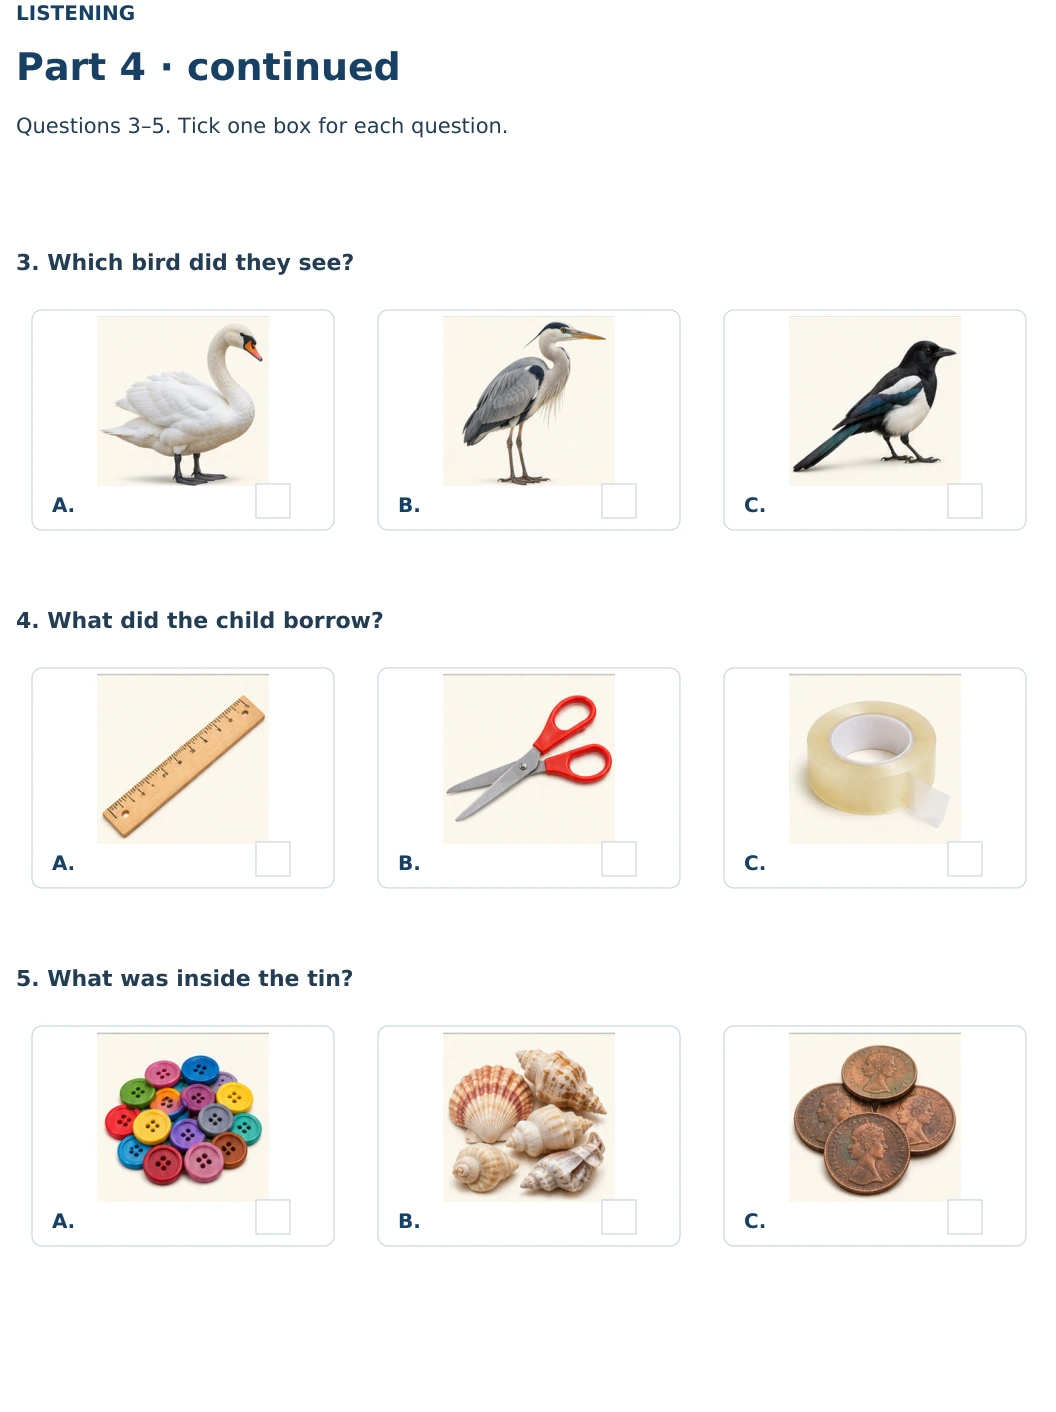 LISTENING
Part 4 · continued
Questions 3–5. Tick one box for each question.
3. Which bird did they see?
A.
B.
C.
4. What did the child borrow?
A.
B.
C.
5. What was inside the tin?
A.
B.
C.